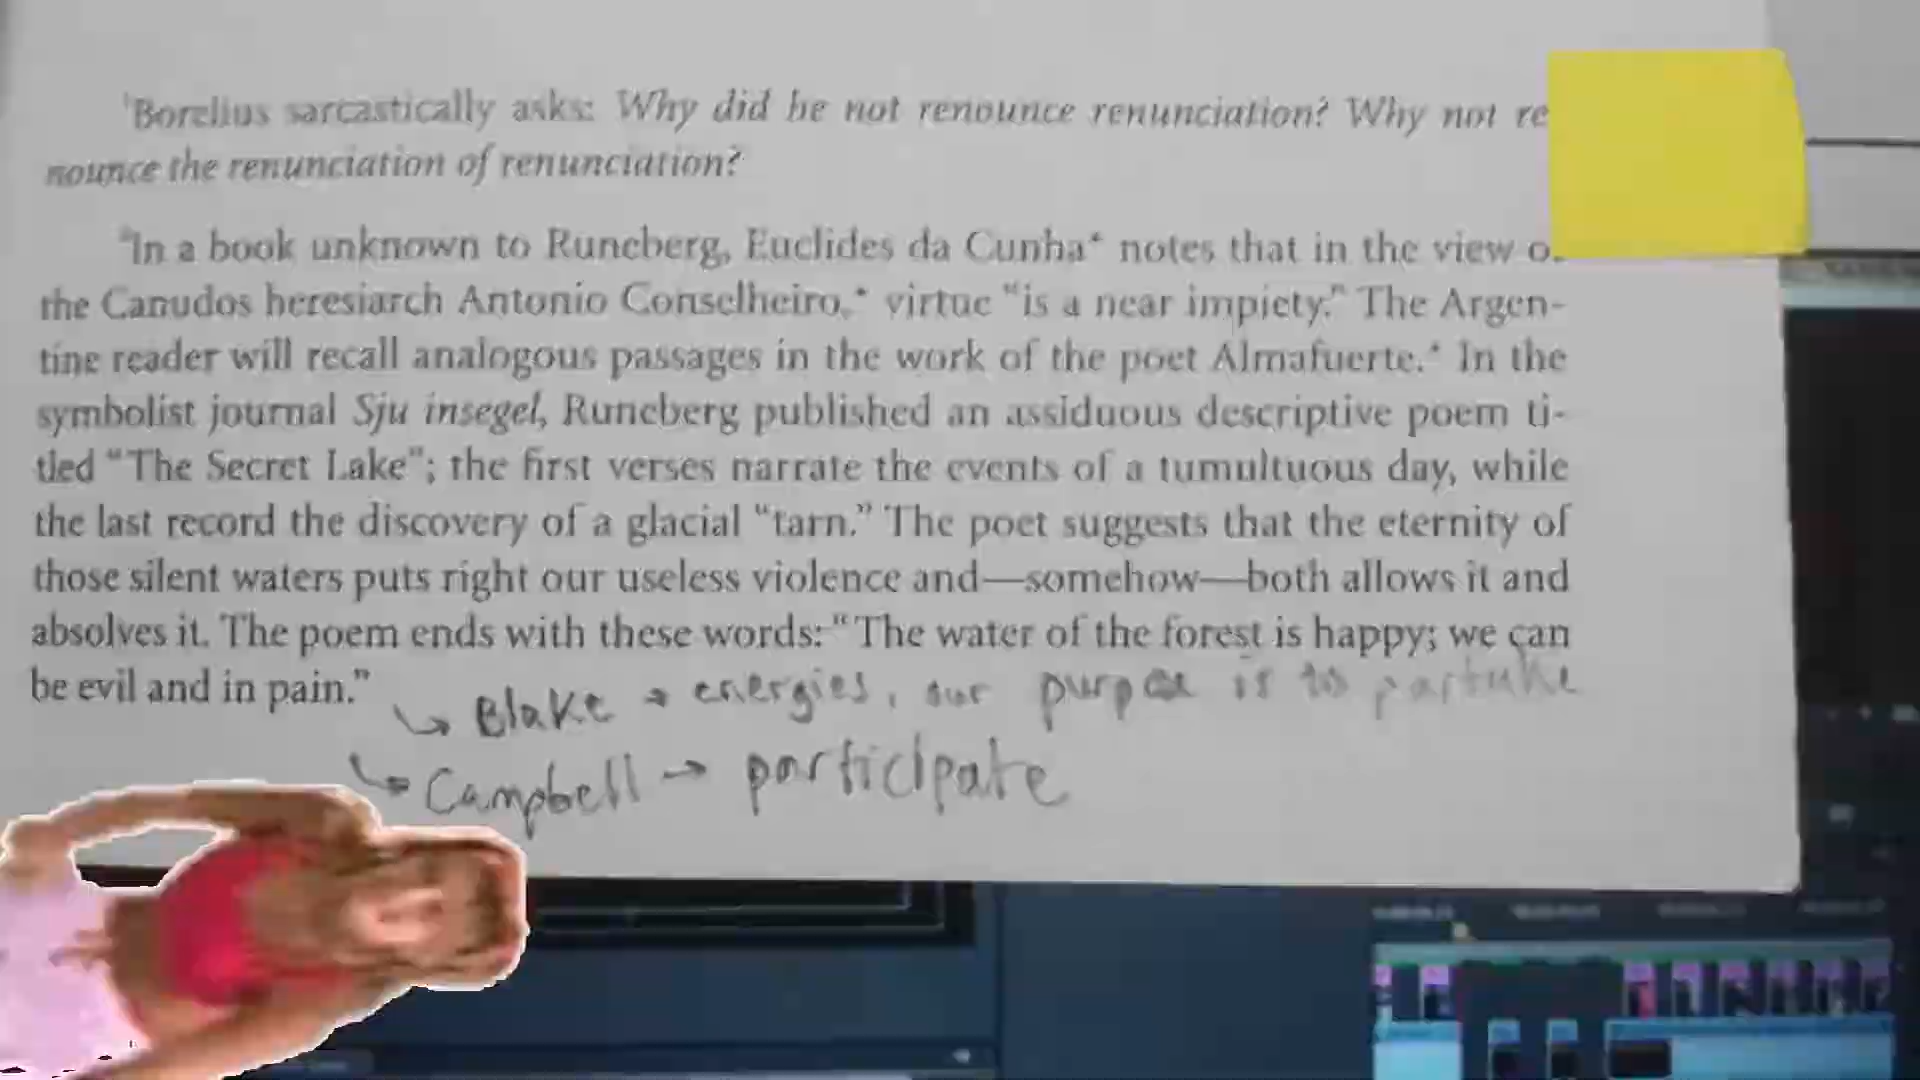 ¹Borelius sarcastically asks: Why did he not renounce renunciation? Why not re
nounce the renunciation of renunciation?
"In a book unknown to Runeberg, Euclides da Cunha* notes that in the view o
the Canudos heresiarch Antonio Conselheiro,* virtue "is a near impiety." The Argen-
tine reader will recall analogous passages in the work of the poet Almafuerte.* In the
symbolist journal Sju insegel, Runeberg published an assiduous descriptive poem ti-
tled "The Secret Lake"; the first verses narrate the events of a tumultuous day, while
the last record the discovery of a glacial "tarn." The poet suggests that the eternity of
those silent waters puts right our useless violence and—somehow—both allows it and
absolves it. The poem ends with these words: "The water of the forest is happy; we can
be evil and in pain."
↳ Blake → energies, our purpose is to partake
↳ Campbell → participate